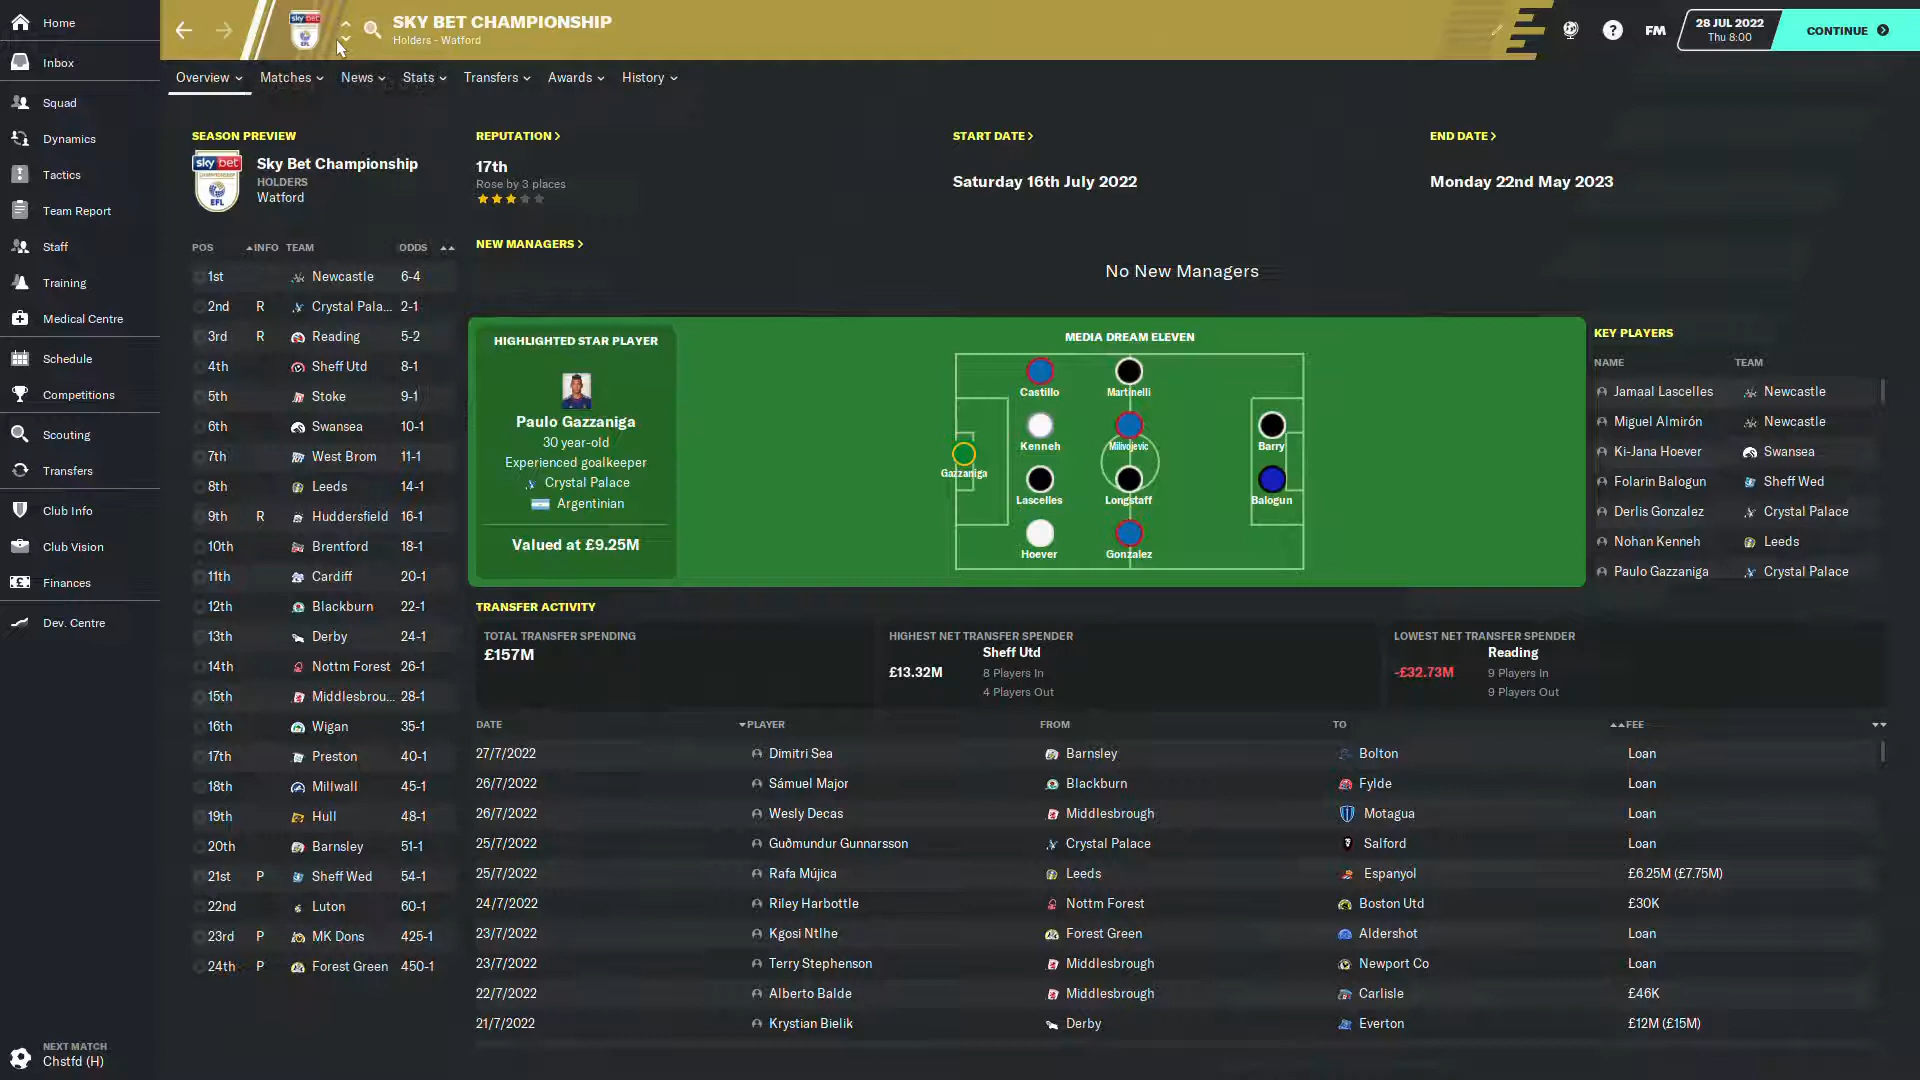 Home
Inbox
Squad
Dynamics
Tactics
Team Report
Staff
Training
Medical Centre
Schedule
Competitions
Scouting
Transfers
Club Info
Club Vision
Finances
Dev. Centre
NEXT MATCH
Chstfd (H)
sky bet
EFL
SKY BET CHAMPIONSHIP
Holders - Watford
FM
28 JUL 2022
Thu 8:00
CONTINUE
Overview Matches News Stats Transfers Awards History
SEASON PREVIEW
sky bet
CHAMPIONSHIP
EFL
Sky Bet Championship
HOLDERS
Watford
POS INFO TEAM ODDS
1st Newcastle 6-4
2nd R Crystal Pala... 2-1
3rd R Reading 5-2
4th Sheff Utd 8-1
5th Stoke 9-1
6th Swansea 10-1
7th West Brom 11-1
8th Leeds 14-1
9th R Huddersfield 16-1
10th Brentford 18-1
11th Cardiff 20-1
12th Blackburn 22-1
13th Derby 24-1
14th Nottm Forest 26-1
15th Middlesbrou... 28-1
16th Wigan 35-1
17th Preston 40-1
18th Millwall 45-1
19th Hull 48-1
20th Barnsley 51-1
21st P Sheff Wed 54-1
22nd Luton 60-1
23rd P MK Dons 425-1
24th P Forest Green 450-1
REPUTATION >
17th
Rose by 3 places
START DATE >
Saturday 16th July 2022
END DATE >
Monday 22nd May 2023
NEW MANAGERS >
No New Managers
HIGHLIGHTED STAR PLAYER
Paulo Gazzaniga
30 year-old
Experienced goalkeeper
Crystal Palace
Argentinian
Valued at £9.25M
MEDIA DREAM ELEVEN
Castillo Martinelli
Kenneh Milivojevic Barry
Gazzaniga
Lascelles Longstaff Balogun
Hoever Gonzalez
KEY PLAYERS
NAME TEAM
Jamaal Lascelles Newcastle
Miguel Almirón Newcastle
Ki-Jana Hoever Swansea
Folarin Balogun Sheff Wed
Derlis Gonzalez Crystal Palace
Nohan Kenneh Leeds
Paulo Gazzaniga Crystal Palace
TRANSFER ACTIVITY
TOTAL TRANSFER SPENDING
£157M
HIGHEST NET TRANSFER SPENDER
Sheff Utd
£13.32M 8 Players In
4 Players Out
LOWEST NET TRANSFER SPENDER
Reading
-£32.73M 9 Players In
9 Players Out
DATE PLAYER FROM TO FEE
27/7/2022 Dimitri Sea Barnsley Bolton Loan
26/7/2022 Sámuel Major Blackburn Fylde Loan
26/7/2022 Wesly Decas Middlesbrough Motagua Loan
25/7/2022 Guðmundur Gunnarsson Crystal Palace Salford Loan
25/7/2022 Rafa Mújica Leeds Espanyol £6.25M (£7.75M)
24/7/2022 Riley Harbottle Nottm Forest Boston Utd £30K
23/7/2022 Kgosi Ntlhe Forest Green Aldershot Loan
23/7/2022 Terry Stephenson Middlesbrough Newport Co Loan
22/7/2022 Alberto Balde Middlesbrough Carlisle £46K
21/7/2022 Krystian Bielik Derby Everton £12M (£15M)